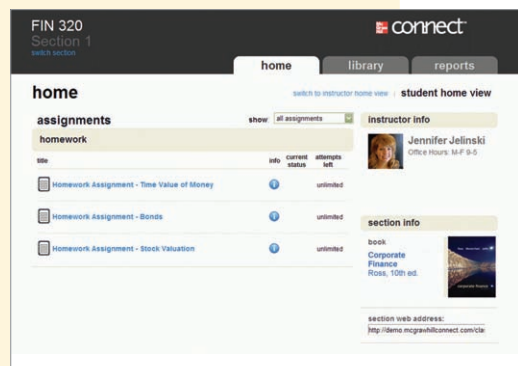 FIN 320
Section 1
switch section
connect
home
library
reports
home
switch to instructor home view | student home view
assignments
show: all assignments
homework
title
info
current status
attempts left
Homework Assignment - Time Value of Money
unlimited
Homework Assignment - Bonds
unlimited
Homework Assignment - Stock Valuation
unlimited
instructor info
Jennifer Jelinski
Office Hours: M-F 9-5
section info
book
Corporate
Finance
Ross, 10th ed.
corporate finance
section web address:
http://demo.mcgrawhillconnect.com/cla